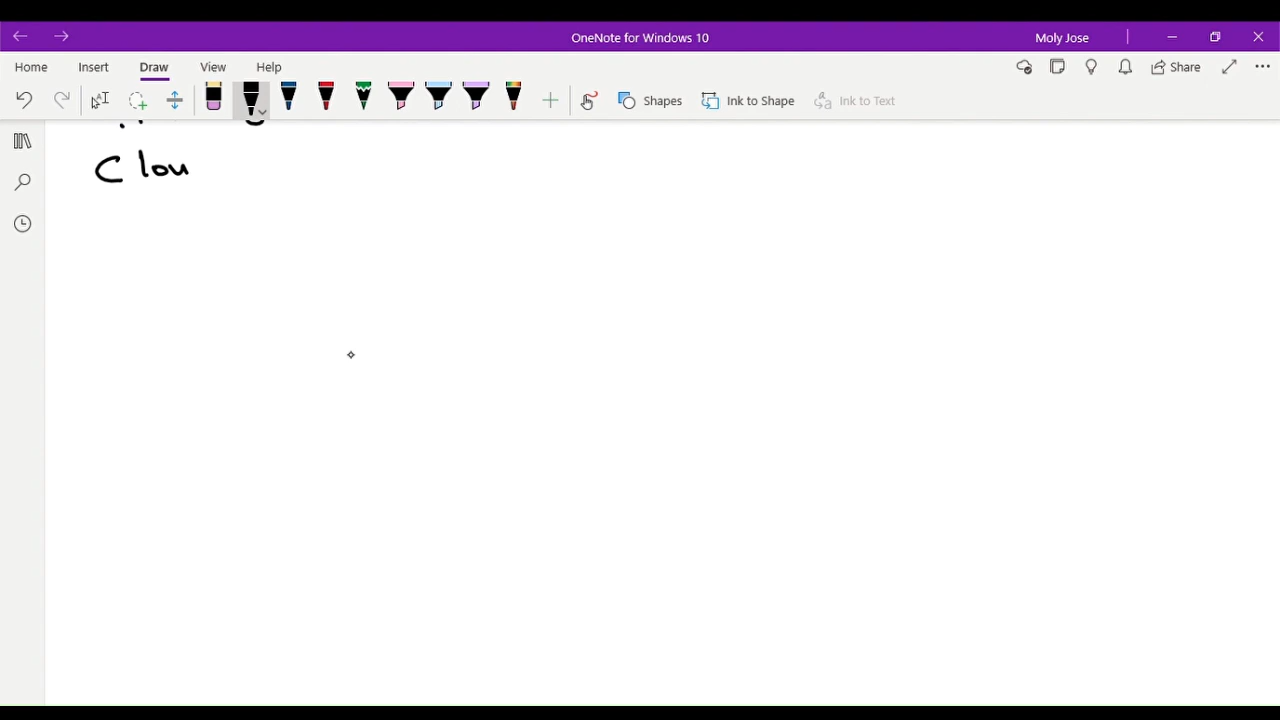 OneNote for Windows 10
Moly Jose
Home Insert Draw View Help
Share
Shapes
Ink to Shape
Ink to Text
Clou